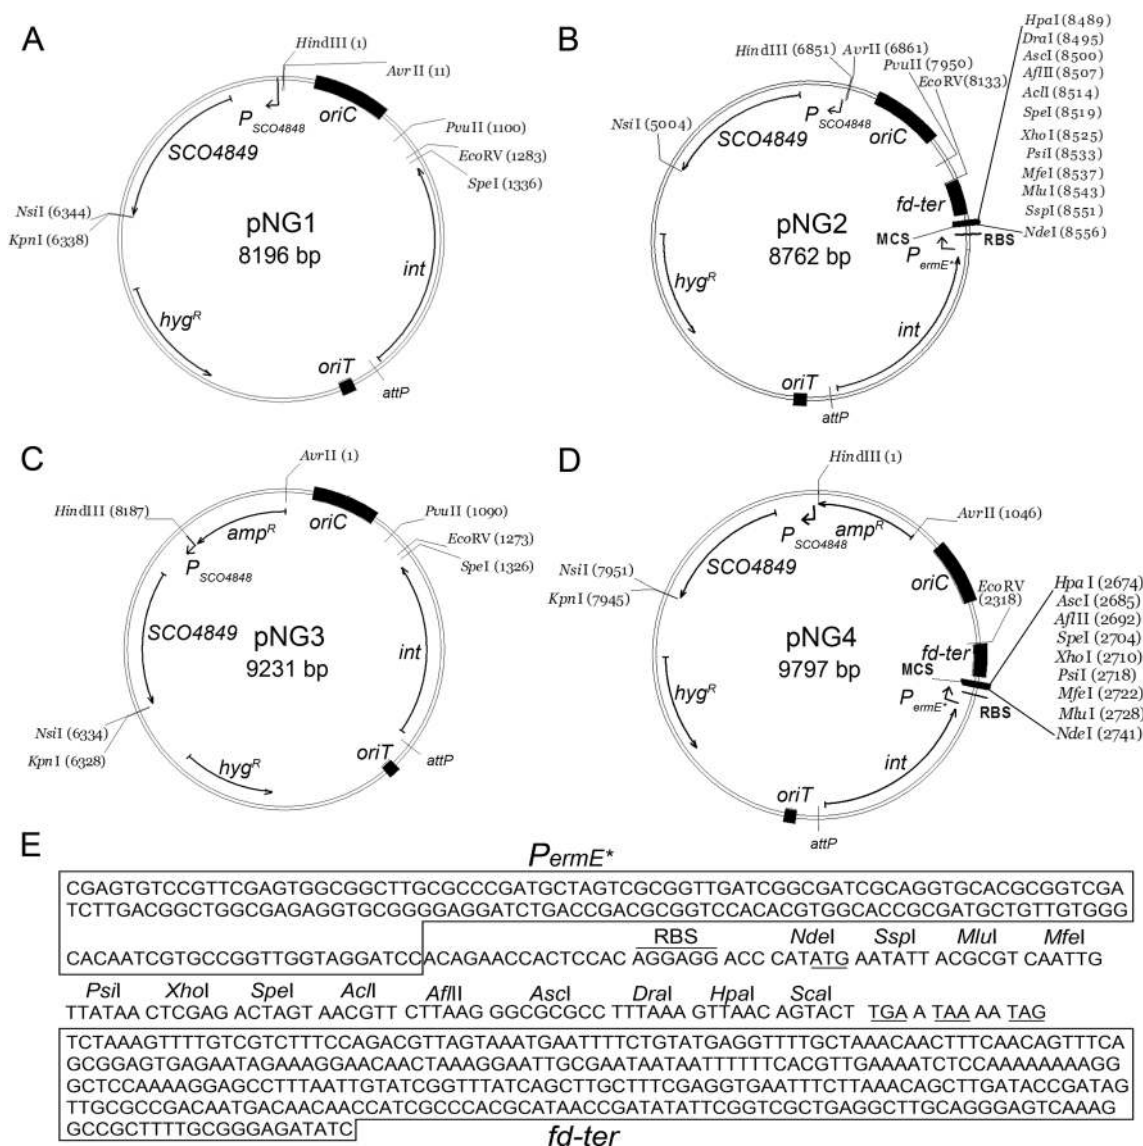 A
HindIII (1)
AvrII (11)
PSCO4848
oriC
PvuII (1100)
EcoRV (1283)
SpeI (1336)
SCO4849
NsiI (6344)
KpnI (6338)
pNG1
8196 bp
int
hygR
oriT
attP
B
HpaI (8489)
DraI (8495)
AscI (8500)
AflII (8507)
AclI (8514)
SpeI (8519)
XhoI (8525)
PsiI (8533)
MfeI (8537)
MluI (8543)
SspI (8551)
NdeI (8556)
HindIII (6851)
AvrII (6861)
PvuII (7950)
EcoRV (8133)
NsiI (5004)
PSCO4848
SCO4849
oriC
fd-ter
MCS
RBS
PermE*
pNG2
8762 bp
hygR
int
oriT
attP
C
AvrII (1)
HindIII (8187)
ampR
oriC
PvuII (1090)
EcoRV (1273)
SpeI (1326)
PSCO4848
SCO4849
pNG3
9231 bp
int
NsiI (6334)
KpnI (6328)
hygR
oriT
attP
D
HindIII (1)
AvrII (1046)
PSCO4848
ampR
SCO4849
oriC
NsiI (7951)
KpnI (7945)
EcoRV
(2318)
HpaI (2674)
AscI (2685)
AflII (2692)
SpeI (2704)
XhoI (2710)
PsiI (2718)
MfeI (2722)
MluI (2728)
NdeI (2741)
pNG4
9797 bp
fd-ter
MCS
RBS
PermE*
hygR
int
oriT
attP
E
PermE*
CGAGTGTCCGTTCGAGTGGCGGCTTGCGCCCGATGCTAGTCGCGGTTGATCGGCGATCGCAGGTGCACGCGGTCGA
TCTTGACGGCTGGCGAGAGGTGCGGGGAGGATCTGACCGACGCGGTCCACACGTGGCACCGCGATGCTGTTGTGGG
RBS NdeI SspI MluI MfeI
CACAATCGTGCCGGTTGGTAGGATCCACAGAACCACTCCACAGGAGG ACCC CATATG AATATT ACGCGT CAATTG
PsiI XhoI SpeI AclI AflII AscI DraI HpaI ScaI
TTATAA CTCGAG ACTAGT AACGTT CTTAAG GGCGCGCC TTTAAA GTTAAC AGTACT TGA A TAA AA TAG
TCTAAAGTTTTGTCGTCTTTCCAGACGTTAGTAAATGAATTTTCTGTATGAGGTTTTGCTAAACAACTTTCAACAGTTTCA
GCGGAGTGAGAATAGAAAGGAACAACTAAAGGAATTGCGAATAATAATTTTTTCACGTTGAAAATCTCCAAAAAAAAGG
GCTCCAAAAGGAGCCTTTAATTGTATCGGTTTATCAGCTTGCTTTCGAGGTGAATTTCTTAAACAGCTTGATACCGATAG
TTGCGCCGACAATGACAACAACCATCGCCCACGCATAACCGATATATTCGGTCGCTGAGGCTTGCAGGGAGTCAAAG
GCCGCTTTTGCGGGAGATATC
fd-ter